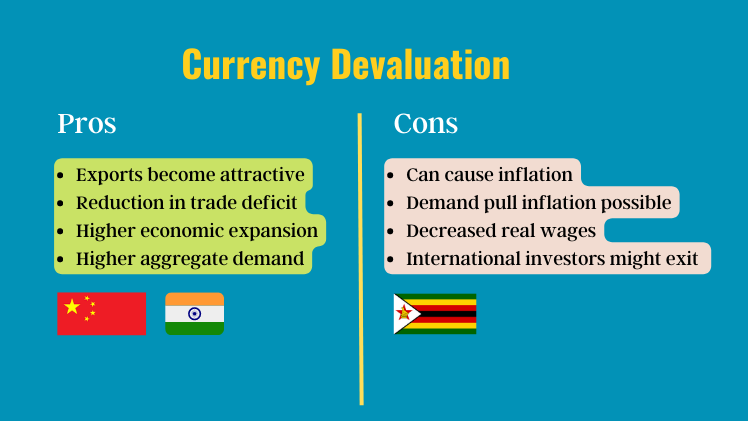 Currency Devaluation
Pros
• Exports become attractive
• Reduction in trade deficit
• Higher economic expansion
• Higher aggregate demand
Cons
• Can cause inflation
• Demand pull inflation possible
• Decreased real wages
• International investors might exit